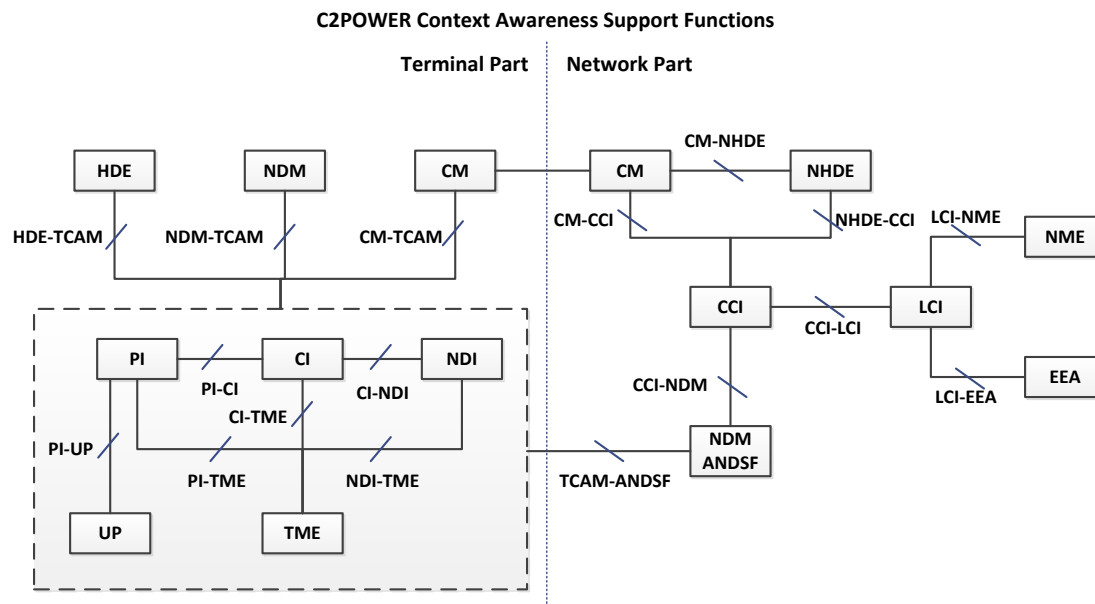 C2POWER Context Awareness Support Functions
Terminal Part
Network Part
CM-NHDE
HDE
NDM
CM
CM
NHDE
HDE-TCAM
NDM-TCAM
CM-TCAM
CM-CCI
NHDE-CCI
LCI-NME
NME
CCI
LCI
CCI-LCI
PI
CI
NDI
PI-CI
CI-NDI
CCI-NDM
EEA
LCI-EEA
CI-TME
PI-UP
PI-TME
NDI-TME
TCAM-ANDSF
NDM
ANDSF
UP
TME